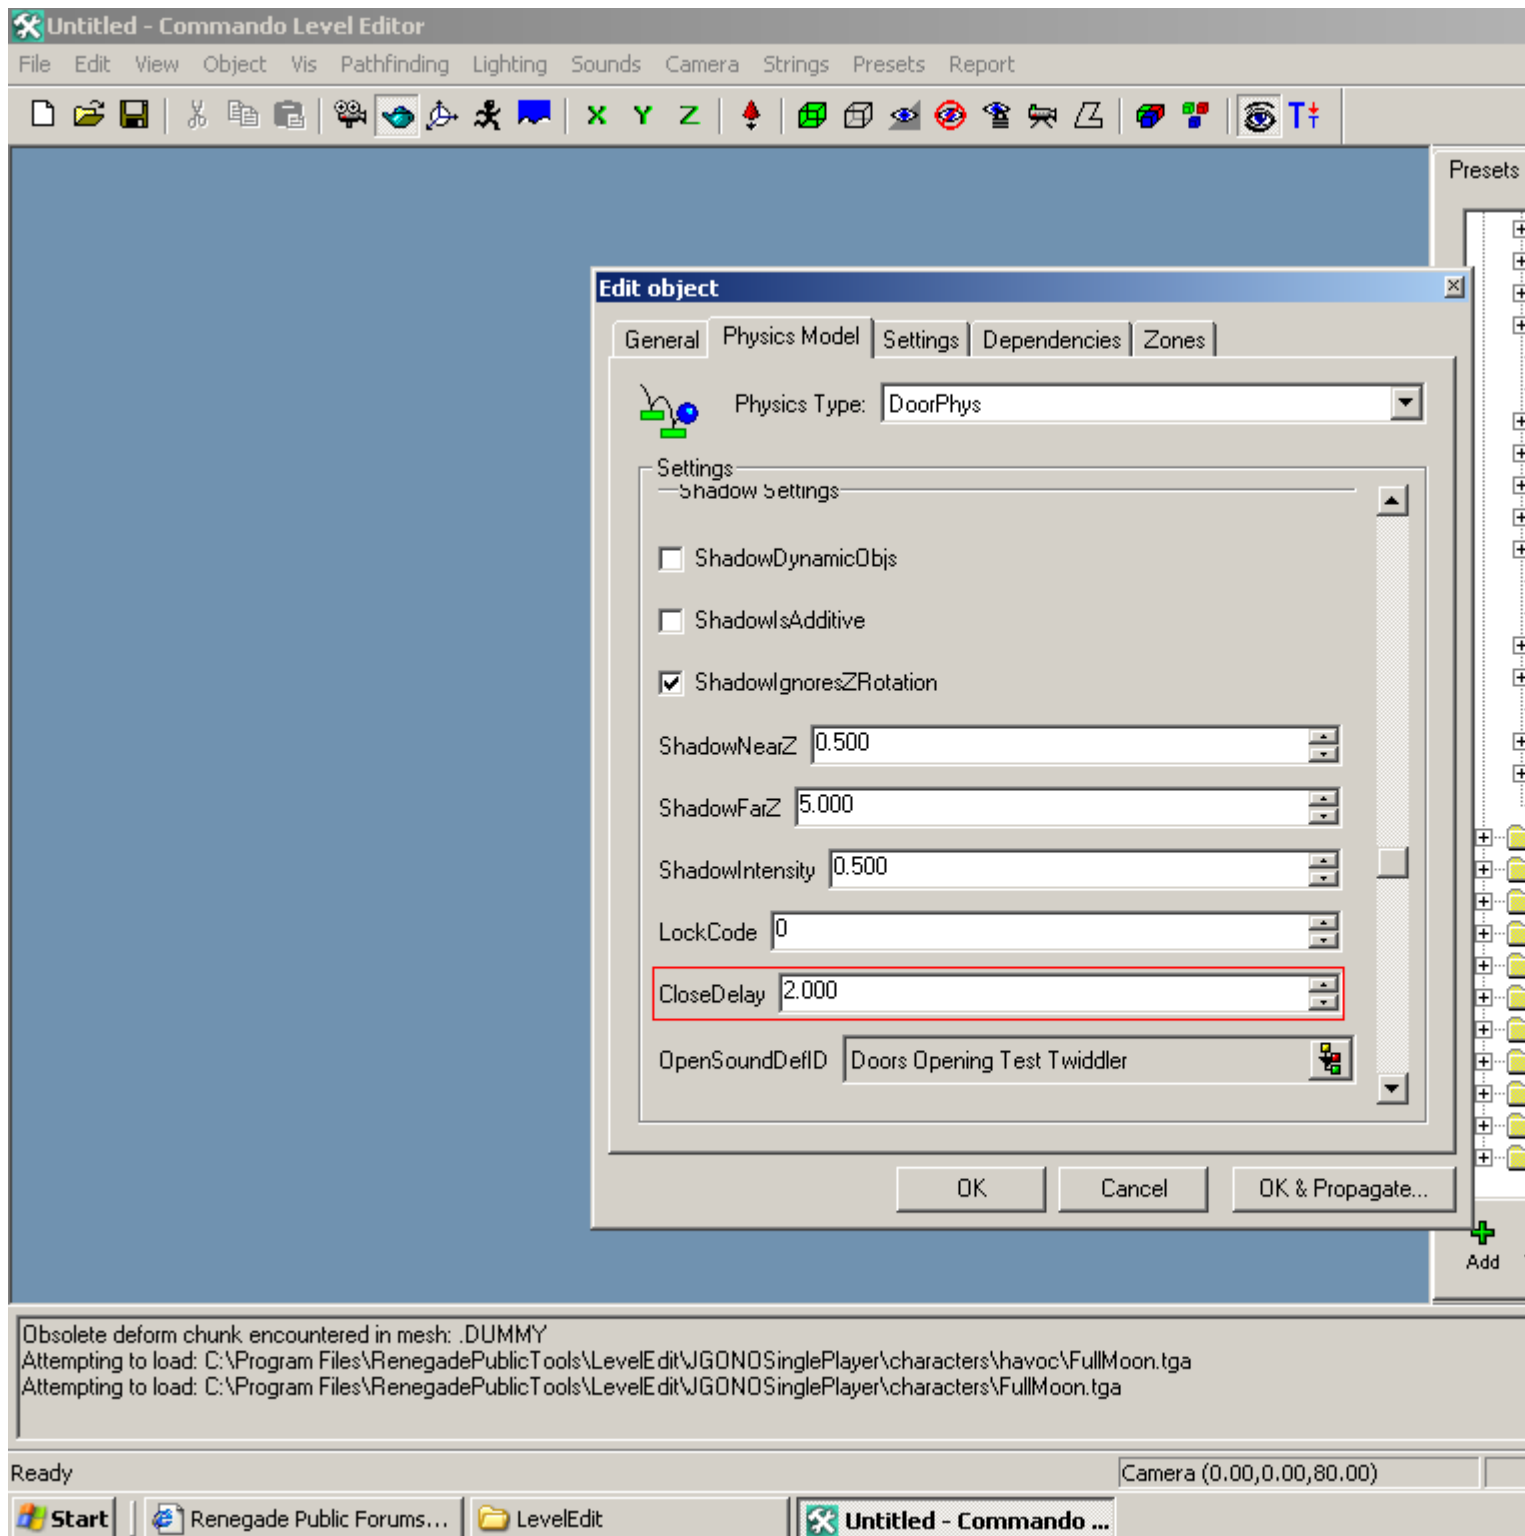 Untitled - Commando Level Editor
File Edit View Object Vis Pathfinding Lighting Sounds Camera Strings Presets Report
X Y Z T
Presets
Edit object
General Physics Model Settings Dependencies Zones
Physics Type: DoorPhys
Settings
Shadow Settings
ShadowDynamicObjs
ShadowIsAdditive
ShadowIgnoresZRotation
ShadowNearZ 0.500
ShadowFarZ 5.000
ShadowIntensity 0.500
LockCode 0
CloseDelay 2.000
OpenSoundDefID Doors Opening Test Twiddler
OK Cancel OK & Propagate...
Add
Obsolete deform chunk encountered in mesh: .DUMMY
Attempting to load: C:\Program Files\RenegadePublicTools\LevelEdit\JGONOSinglePlayer\characters\havoc\FullMoon.tga
Attempting to load: C:\Program Files\RenegadePublicTools\LevelEdit\JGONOSinglePlayer\characters\FullMoon.tga
Ready Camera (0.00,0.00,80.00)
Start Renegade Public Forums... LevelEdit Untitled - Commando ...